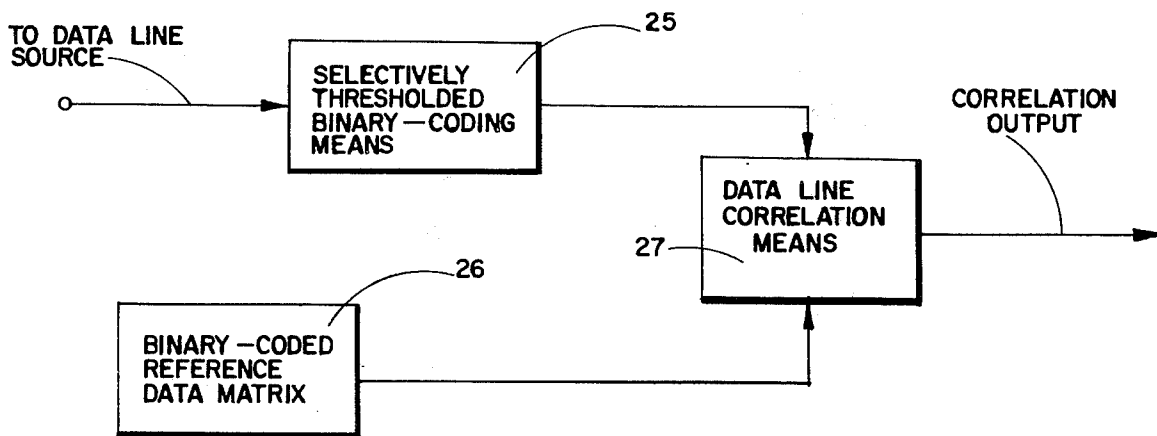 TO DATA LINE
SOURCE
25
SELECTIVELY
THRESHOLDED
BINARY—CODING
MEANS
CORRELATION
OUTPUT
DATA LINE
CORRELATION
MEANS
27
26
BINARY—CODED
REFERENCE
DATA MATRIX